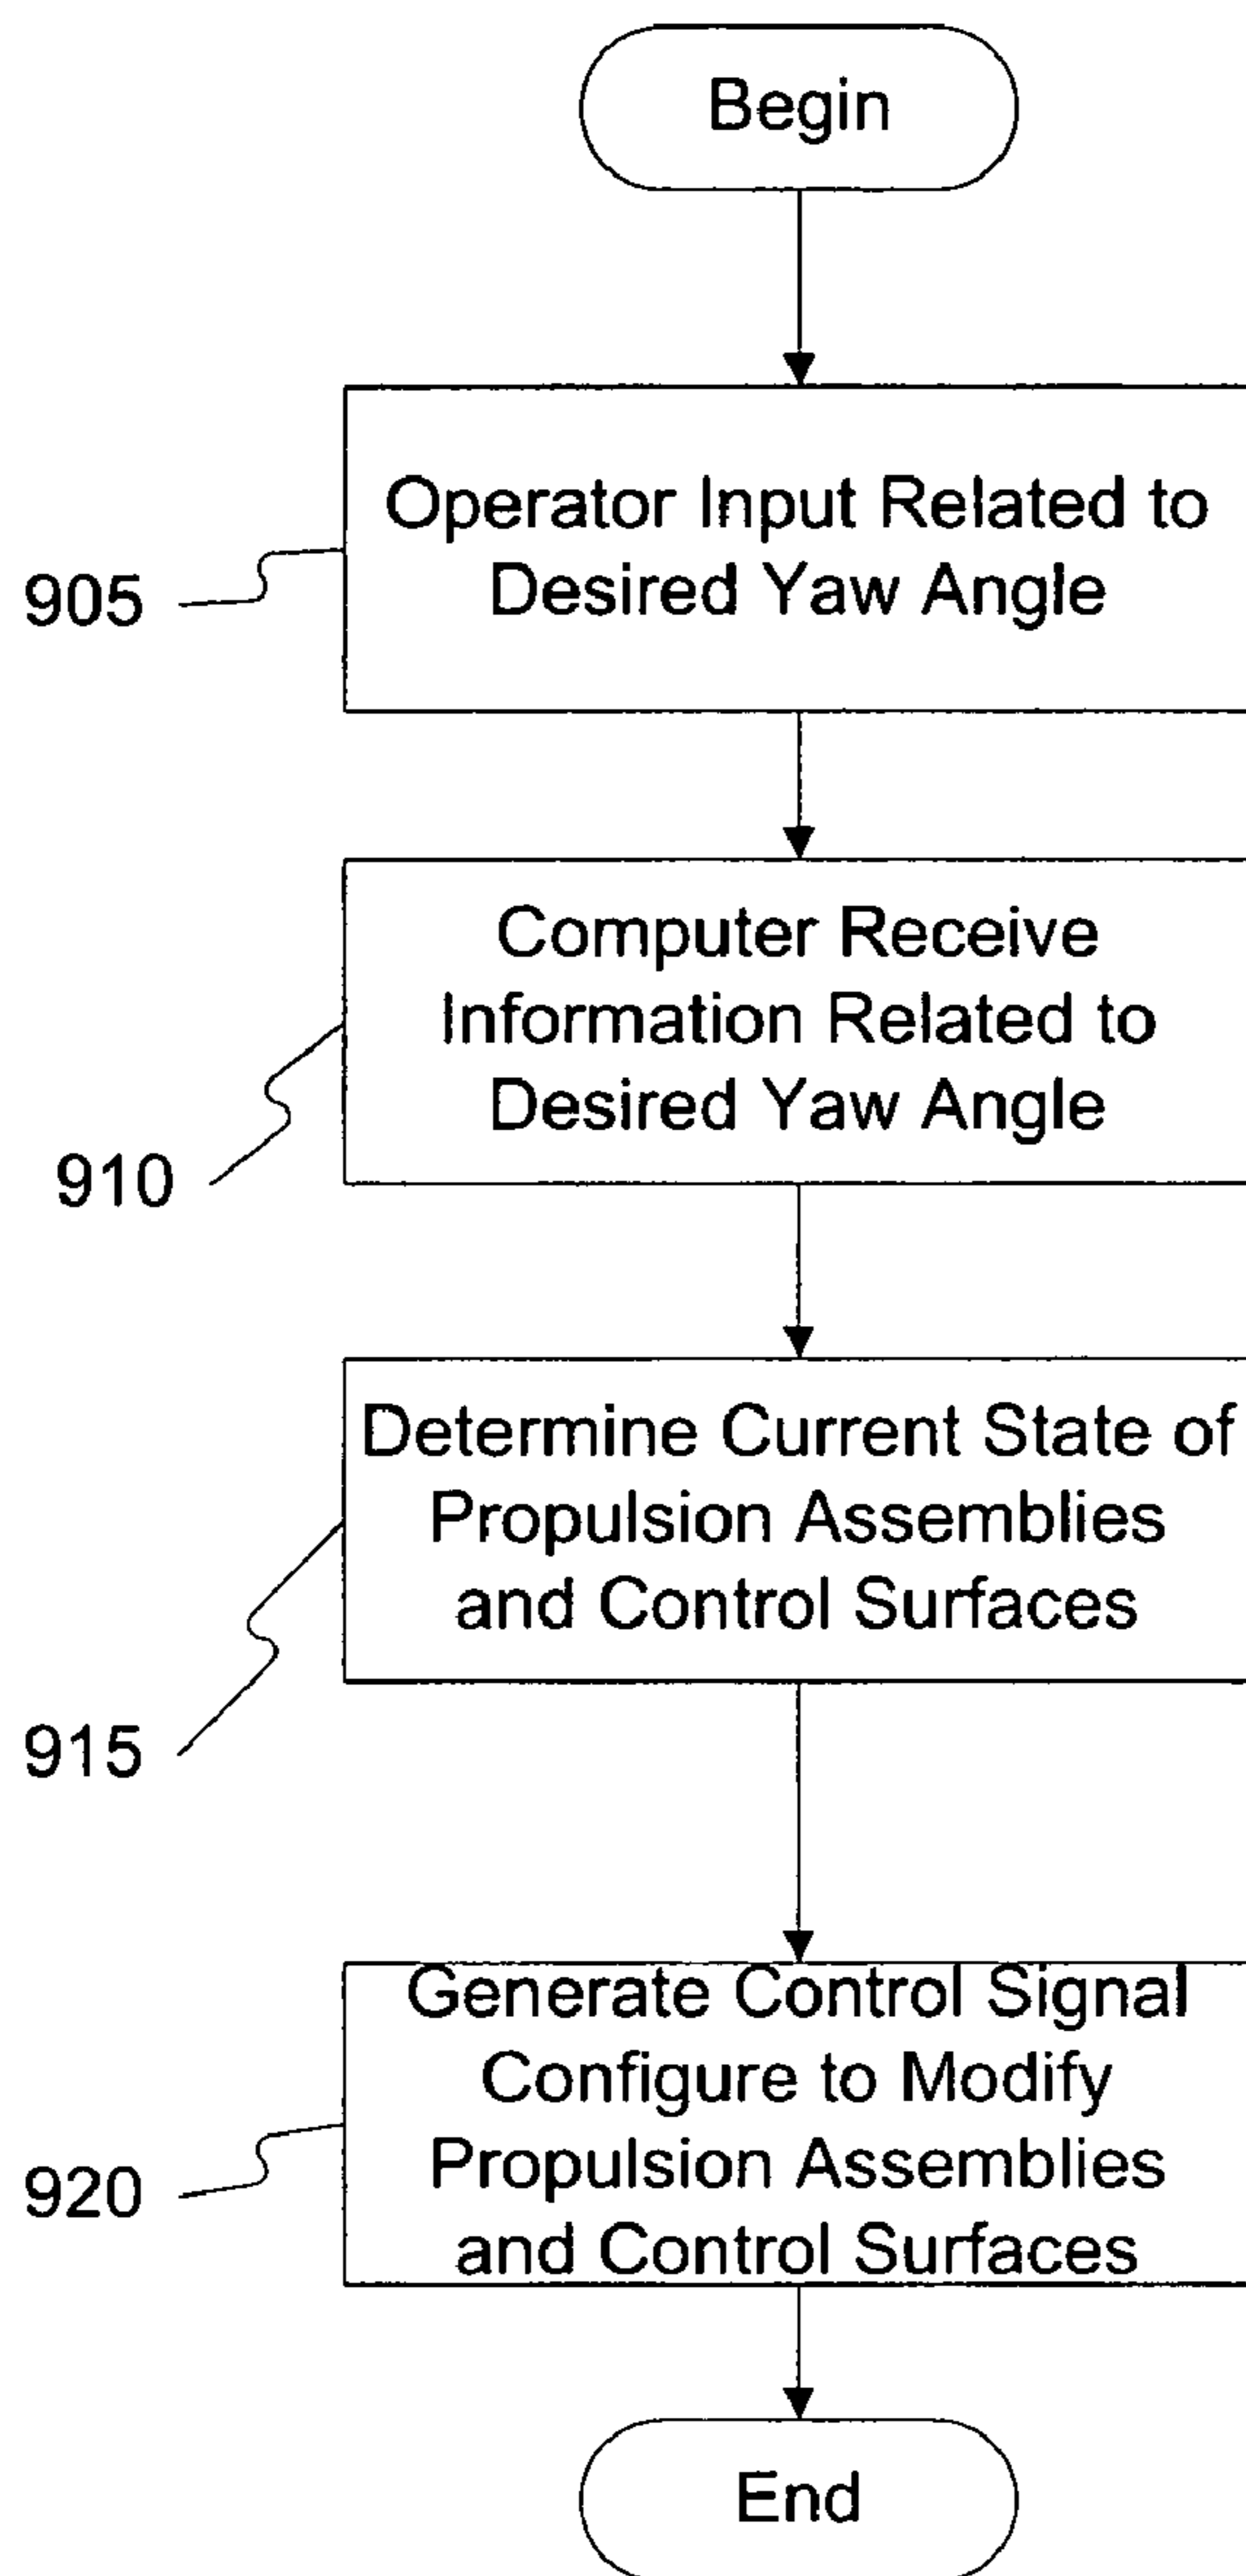 Begin
Operator Input Related to
Desired Yaw Angle
905
Computer Receive
Information Related to
Desired Yaw Angle
910
Determine Current State of
Propulsion Assemblies
and Control Surfaces
915
Generate Control Signal
Configure to Modify
Propulsion Assemblies
and Control Surfaces
920
End